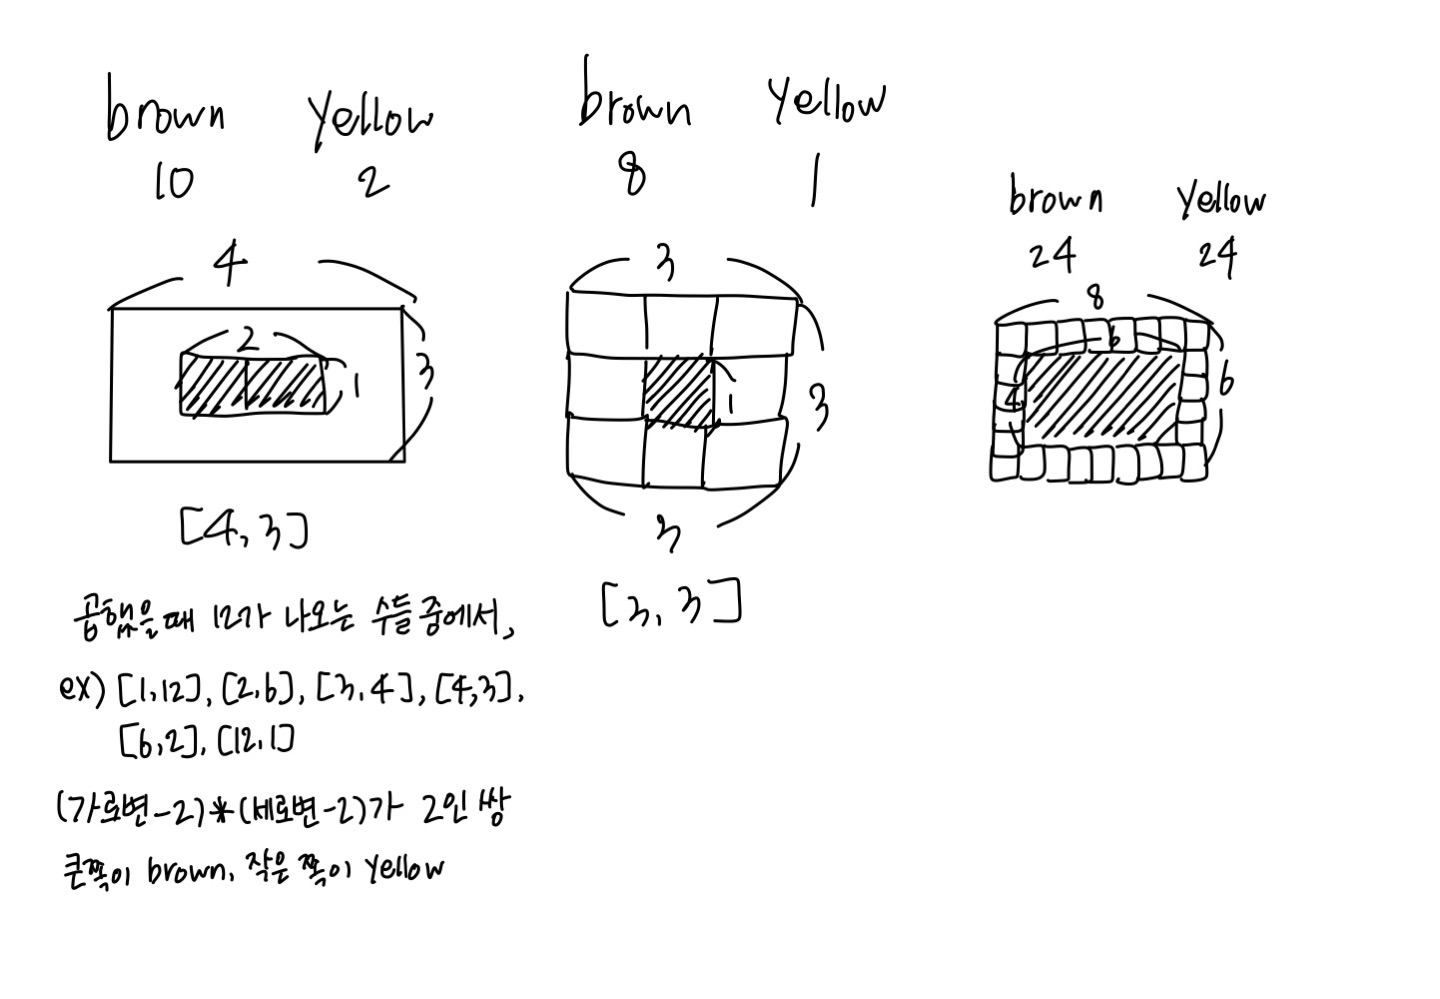 brown yellow
10 2
4
2
1
3
[4,3]
곱했을때 12가 나오는 수들 중에서,
ex) [1,12], [2,6], [3,4], [4,3],
[6,2], [12,1]
(가로변-2)*(세로변-2)가 2인 쌍
큰쪽이 brown, 작은 쪽이 yellow
brown yellow
8 1
3
1
3
3
[3,3]
brown yellow
24 24
8
6
4
6